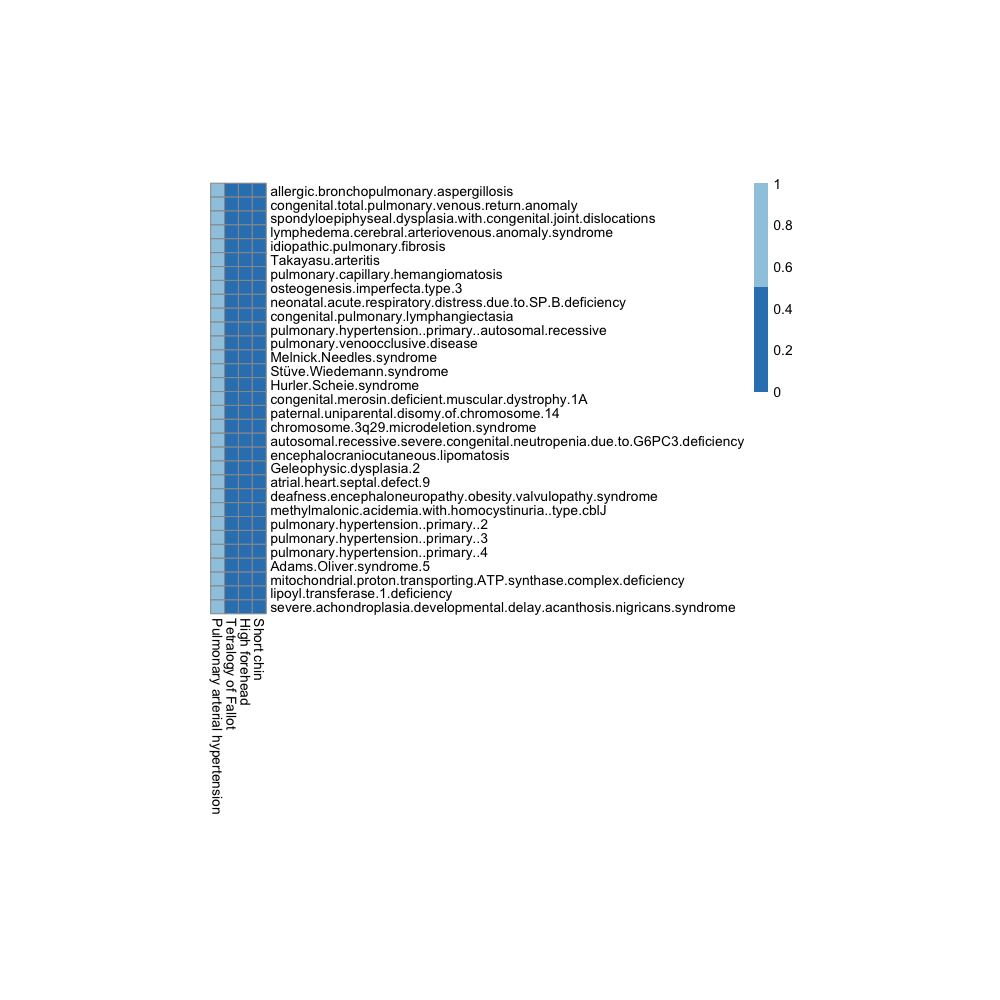 allergic.bronchopulmonary.aspergillosis
congenital.total.pulmonary.venous.return.anomaly
spondyloepiphyseal.dysplasia.with.congenital.joint.dislocations
lymphedema.cerebral.arteriovenous.anomaly.syndrome
idiopathic.pulmonary.fibrosis
Takayasu.arteritis
pulmonary.capillary.hemangiomatosis
osteogenesis.imperfecta.type.3
neonatal.acute.respiratory.distress.due.to.SP.B.deficiency
congenital.pulmonary.lymphangiectasia
pulmonary.hypertension..primary..autosomal.recessive
pulmonary.venoocclusive.disease
Melnick.Needles.syndrome
Stüve.Wiedemann.syndrome
Hurler.Scheie.syndrome
congenital.merosin.deficient.muscular.dystrophy.1A
paternal.uniparental.disomy.of.chromosome.14
chromosome.3q29.microdeletion.syndrome
autosomal.recessive.severe.congenital.neutropenia.due.to.G6PC3.deficiency
encephalocraniocutaneous.lipomatosis
Geleophysic.dysplasia.2
atrial.heart.septal.defect.9
deafness.encephaloneuropathy.obesity.valvulopathy.syndrome
methylmalonic.acidemia.with.homocystinuria..type.cblJ
pulmonary.hypertension..primary..2
pulmonary.hypertension..primary..3
pulmonary.hypertension..primary..4
Adams.Oliver.syndrome.5
mitochondrial.proton.transporting.ATP.synthase.complex.deficiency
lipoyl.transferase.1.deficiency
severe.achondroplasia.developmental.delay.acanthosis.nigricans.syndrome
Pulmonary arterial hypertension
Tetralogy of Fallot
High forehead
Short chin
1
0.8
0.6
0.4
0.2
0